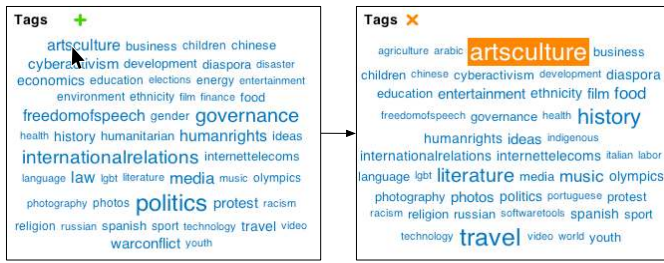 Tags +
artsculture business children chinese
cyberactivism development diaspora disaster
economics education elections energy entertainment
environment ethnicity film finance food
freedomofspeech gender governance
health history humanitarian humanrights ideas
internationalrelations internettelecoms
language law lgbt literature media music olympics
photography photos politics protest racism
religion russian spanish sport technology travel video
warconflict youth
Tags ×
agriculture arabic artsculture business
children chinese cyberactivism development diaspora
education entertainment ethnicity film food
freedomofspeech governance health history
humanrights ideas indigenous
internationalrelations internettelecoms italian labor
language lgbt literature media music olympics
photography photos politics portuguese protest
racism religion russian softwaretools spanish sport
technology travel video world youth